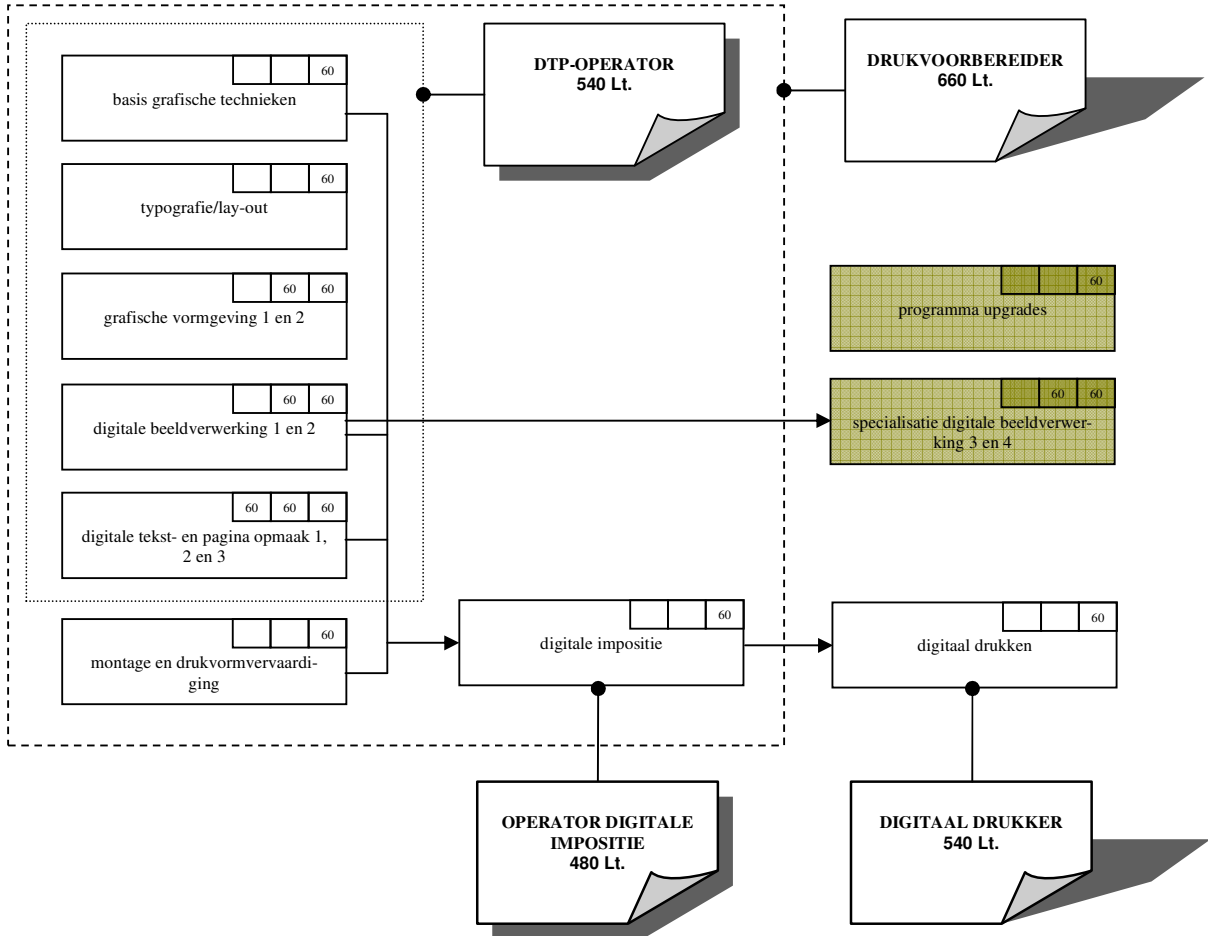 60
basis grafische technieken
60
typografie/lay-out
60 60
grafische vormgeving 1 en 2
60 60
digitale beeldverwerking 1 en 2
60 60 60
digitale tekst- en pagina opmaak 1,
2 en 3
60
montage en drukvormvervaardi-
ging
DTP-OPERATOR
540 Lt.
DRUKVOORBEREIDER
660 Lt.
60
programma upgrades
60 60
specialisatie digitale beeldverwer-
king 3 en 4
60
digitale impositie
60
digitaal drukken
OPERATOR DIGITALE
IMPOSITIE
480 Lt.
DIGITAAL DRUKKER
540 Lt.